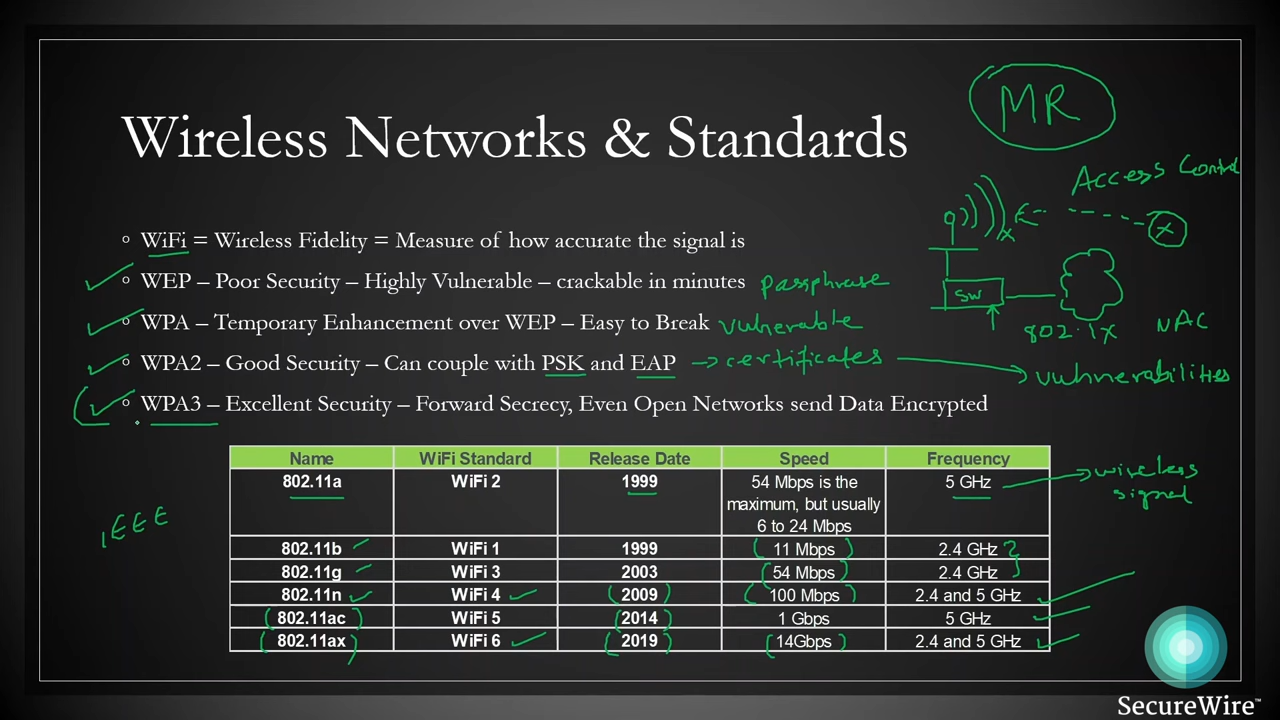 MR
Wireless Networks & Standards
Access Control
WiFi = Wireless Fidelity = Measure of how accurate the signal is
WEP – Poor Security – Highly Vulnerable – crackable in minutes passphrase
SW
WPA – Temporary Enhancement over WEP – Easy to Break vulnerable
802.1X NAC
WPA2 – Good Security – Can couple with PSK and EAP → certificates → vulnerabilities
WPA3 – Excellent Security – Forward Secrecy, Even Open Networks send Data Encrypted
Name WiFi Standard Release Date Speed Frequency
802.11a WiFi 2 1999 54 Mbps is the 5 GHz → wireless
maximum, but usually signal
6 to 24 Mbps
IEEE
802.11b WiFi 1 1999 11 Mbps 2.4 GHz
802.11g WiFi 3 2003 54 Mbps 2.4 GHz
802.11n WiFi 4 2009 100 Mbps 2.4 and 5 GHz
802.11ac WiFi 5 2014 1 Gbps 5 GHz
802.11ax WiFi 6 2019 14Gbps 2.4 and 5 GHz
SecureWire™